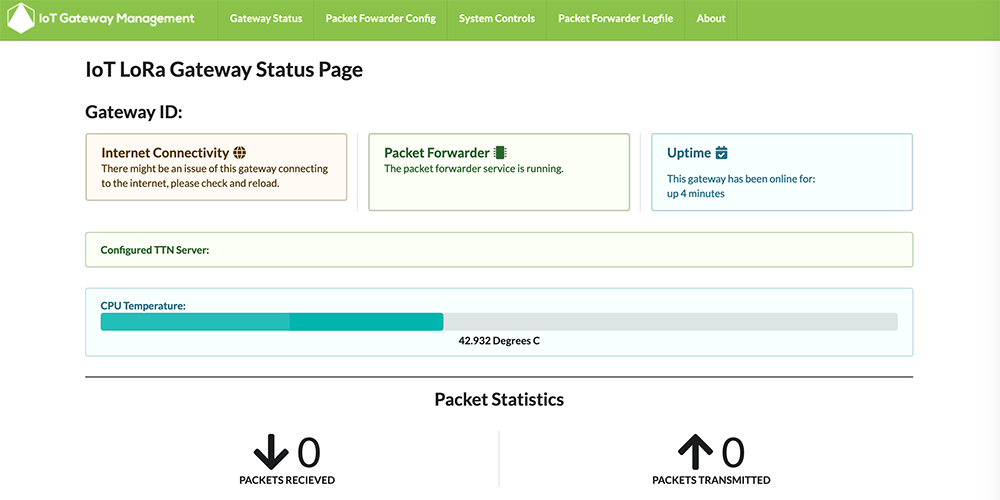 IoT Gateway Management
Gateway Status
Packet Fowarder Config
System Controls
Packet Forwarder Logfile
About
IoT LoRa Gateway Status Page
Gateway ID:
Internet Connectivity
There might be an issue of this gateway connecting
to the internet, please check and reload.
Packet Forwarder
The packet forwarder service is running.
Uptime
This gateway has been online for:
up 4 minutes
Configured TTN Server:
CPU Temperature:
42.932 Degrees C
Packet Statistics
0
PACKETS RECIEVED
0
PACKETS TRANSMITTED